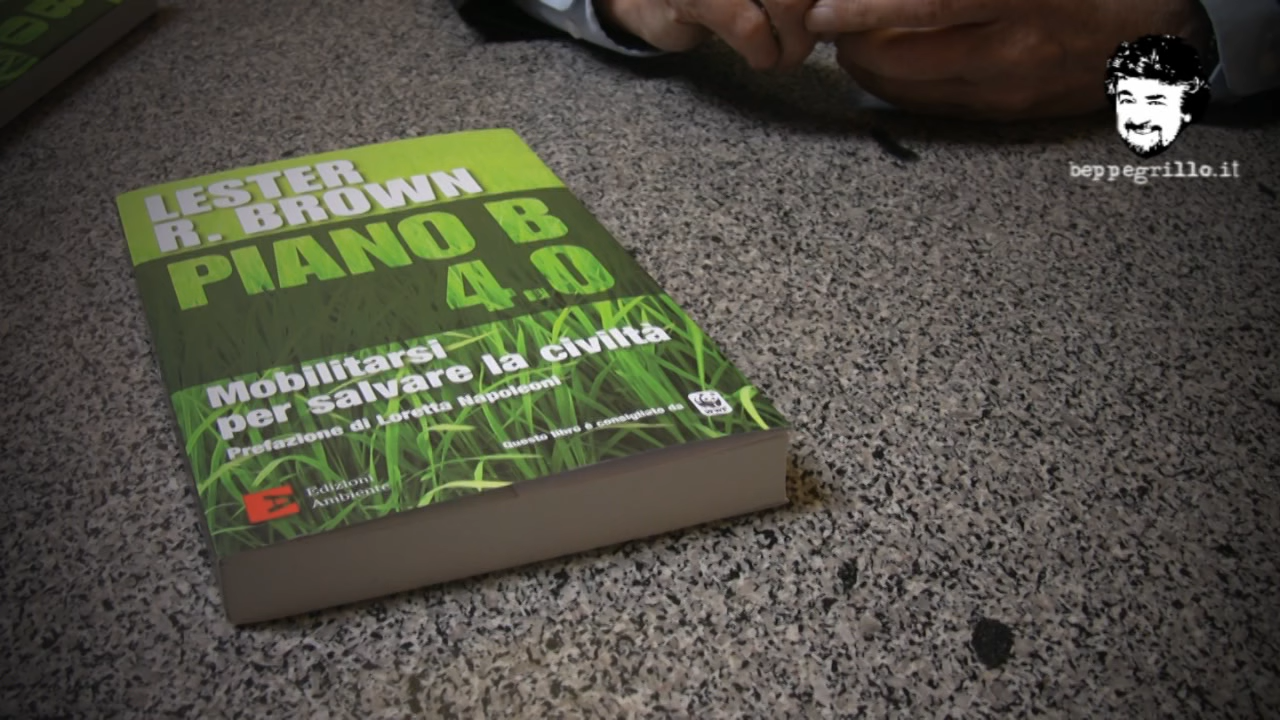 LESTER
R. BROWN
PIANO B
4.0
Mobilitarsi
per salvare la civiltà
Prefazione di Loretta Napoleoni
Questo libro è consigliato da
WWF
Edizioni
Ambiente
beppegrillo.it